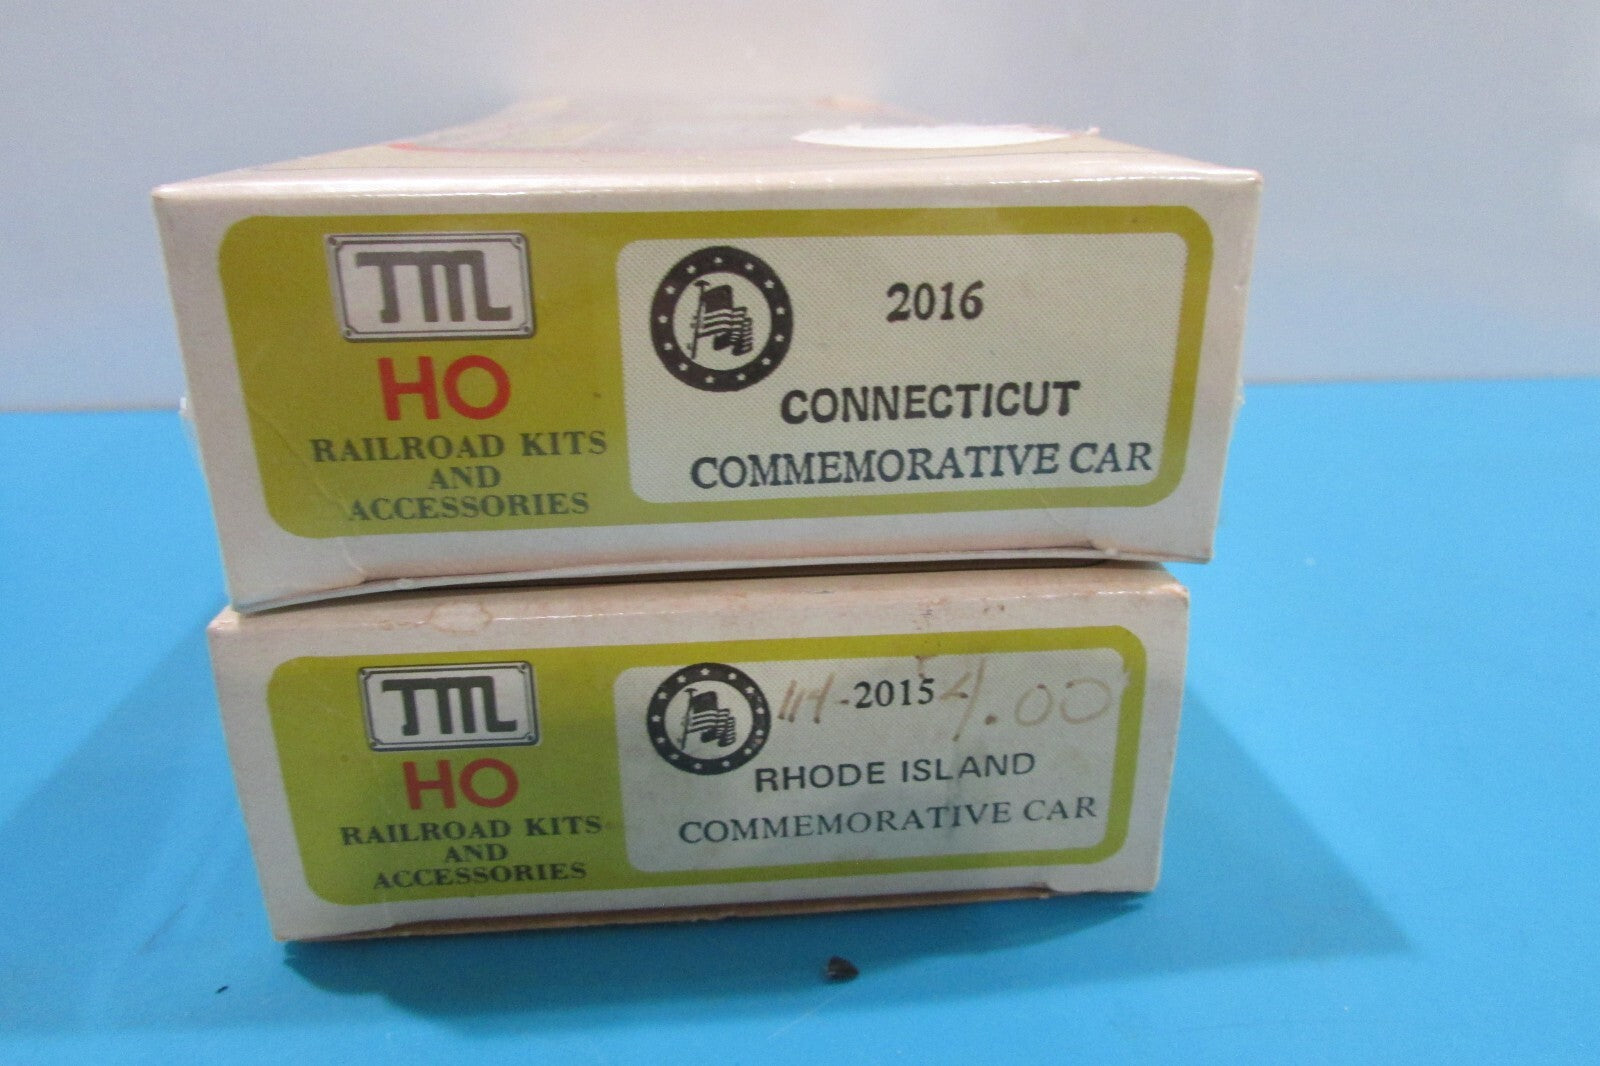 TM
HO
RAILROAD KITS
AND
ACCESSORIES
2016
CONNECTICUT
COMMEMORATIVE CAR
TM
HO
RAILROAD KITS
AND
ACCESSORIES
-2015- 4.00
RHODE ISLAND
COMMEMORATIVE CAR